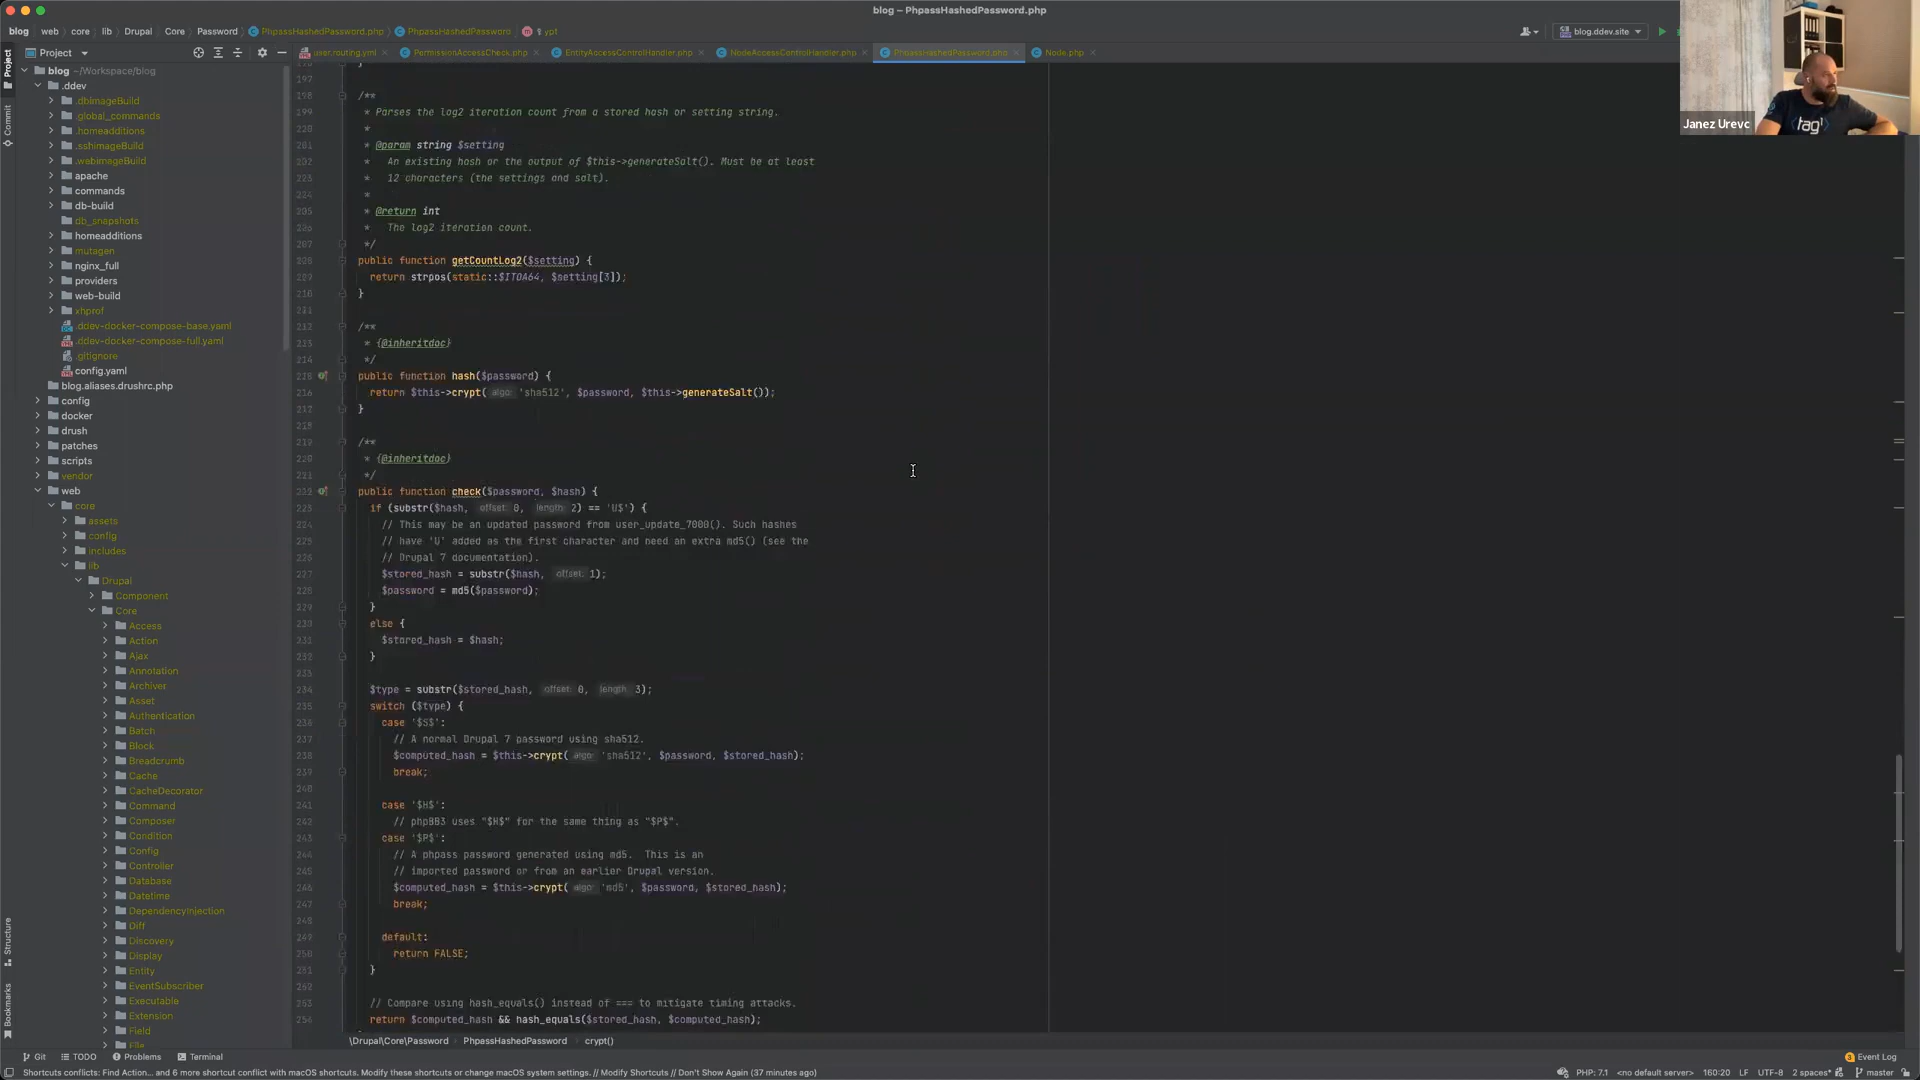 blog – PhpassHashedPassword.php
blog web core lib Drupal Core Password PhpassHashedPassword.php PhpassHashedPassword ypt
blog.ddev.site
Project
user.routing.yml PermissionAccessCheck.php EntityAccessControlHandler.php NodeAccessControlHandler.php PhpassHashedPassword.php Node.php
Janez Urevc
tag1
Project
Commit
Structure
Bookmarks
blog ~/Workspace/blog
.ddev
.dbimageBuild
.global_commands
.homeadditions
.sshimageBuild
.webimageBuild
apache
commands
db-build
db_snapshots
homeadditions
mutagen
nginx_full
providers
web-build
xhprof
.ddev-docker-compose-base.yaml
.ddev-docker-compose-full.yaml
.gitignore
config.yaml
blog.aliases.drushrc.php
config
docker
drush
patches
scripts
vendor
web
core
assets
config
includes
lib
Drupal
Component
Core
Access
Action
Ajax
Annotation
Archiver
Asset
Authentication
Batch
Block
Breadcrumb
Cache
CacheDecorator
Command
Composer
Condition
Config
Controller
Database
Datetime
DependencyInjection
Diff
Discovery
Display
Entity
EventSubscriber
Executable
Extension
Field
File
/**
* Parses the log2 iteration count from a stored hash or setting string.
*
* @param string $setting
* An existing hash or the output of $this->generateSalt(). Must be at least
* 12 characters (the settings and salt).
*
* @return int
* The log2 iteration count.
*/
public function getCountLog2($setting) {
return strpos(static::$ITOA64, $setting[3]);
}
/**
* {@inheritdoc}
*/
public function hash($password) {
return $this->crypt( algo: 'sha512', $password, $this->generateSalt());
}
/**
* {@inheritdoc}
*/
public function check($password, $hash) {
if (substr($hash, offset: 0, length: 2) == 'U$') {
// This may be an updated password from user_update_7000(). Such hashes
// have 'U' added as the first character and need an extra md5() (see the
// Drupal 7 documentation).
$stored_hash = substr($hash, offset: 1);
$password = md5($password);
}
else {
$stored_hash = $hash;
}
$type = substr($stored_hash, offset: 0, length: 3);
switch ($type) {
case '$S$':
// A normal Drupal 7 password using sha512.
$computed_hash = $this->crypt( algo: 'sha512', $password, $stored_hash);
break;
case '$H$':
// phpBB3 uses "$H$" for the same thing as "$P$".
case '$P$':
// A phpass password generated using md5. This is an
// imported password or from an earlier Drupal version.
$computed_hash = $this->crypt( algo: 'md5', $password, $stored_hash);
break;
default:
return FALSE;
}
// Compare using hash_equals() instead of === to mitigate timing attacks.
return $computed_hash && hash_equals($stored_hash, $computed_hash);
\Drupal\Core\Password PhpassHashedPassword crypt()
Git TODO Problems Terminal Event Log
Shortcuts conflicts: Find Action... and 6 more shortcut conflict with macOS shortcuts. Modify these shortcuts or change macOS system settings. // Modify Shortcuts // Don't Show Again (37 minutes ago) PHP: 7.1 <no default server> 160:20 LF UTF-8 2 spaces* master